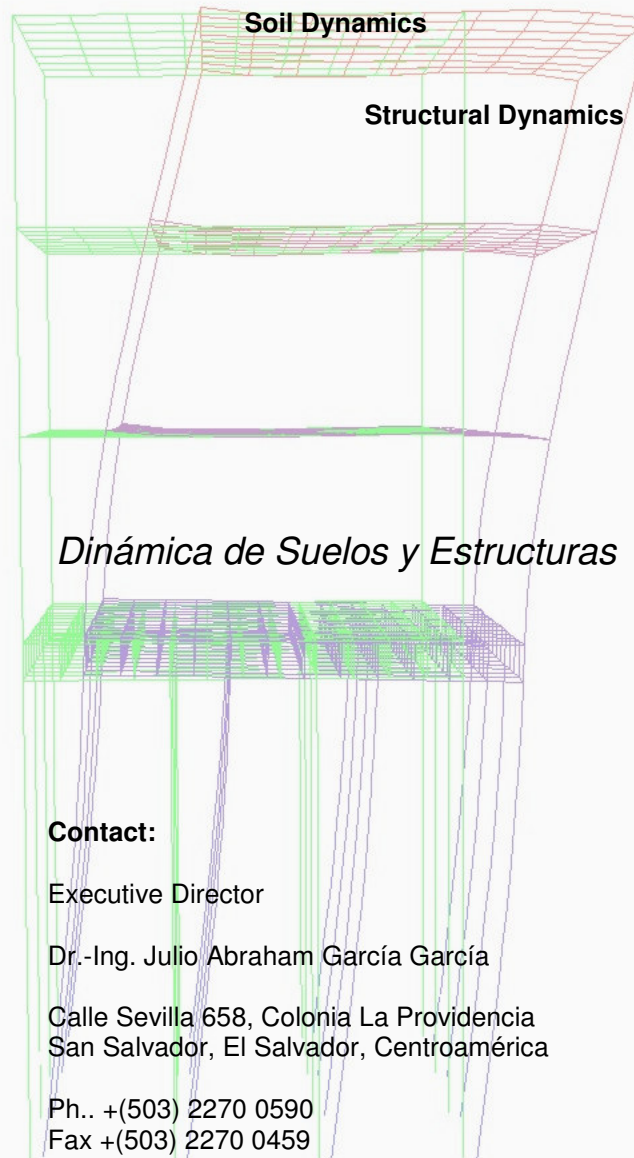 Soil Dynamics
Structural Dynamics
Dinámica de Suelos y Estructuras
Contact:
Executive Director
Dr.-Ing. Julio Abraham García García
Calle Sevilla 658, Colonia La Providencia
San Salvador, El Salvador, Centroamérica
Ph.. +(503) 2270 0590
Fax +(503) 2270 0459